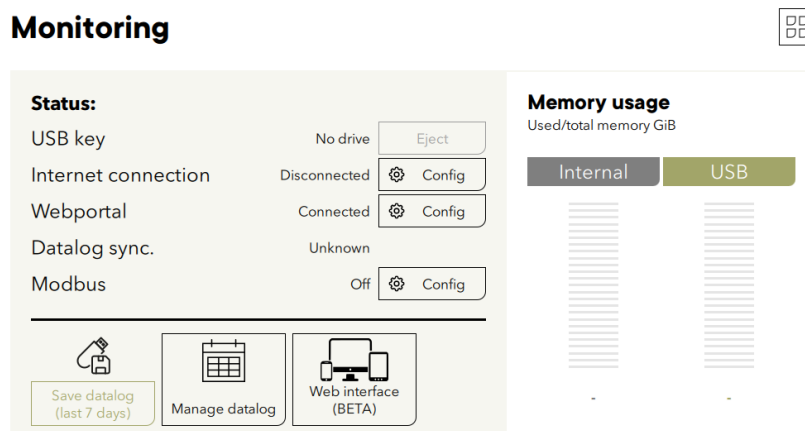 Monitoring
Status:
USB key No drive Eject
Internet connection Disconnected Config
Webportal Connected Config
Datalog sync. Unknown
Modbus Off Config
Save datalog
(last 7 days)
Manage datalog
Web interface
(BETA)
Memory usage
Used/total memory GiB
Internal USB
- -